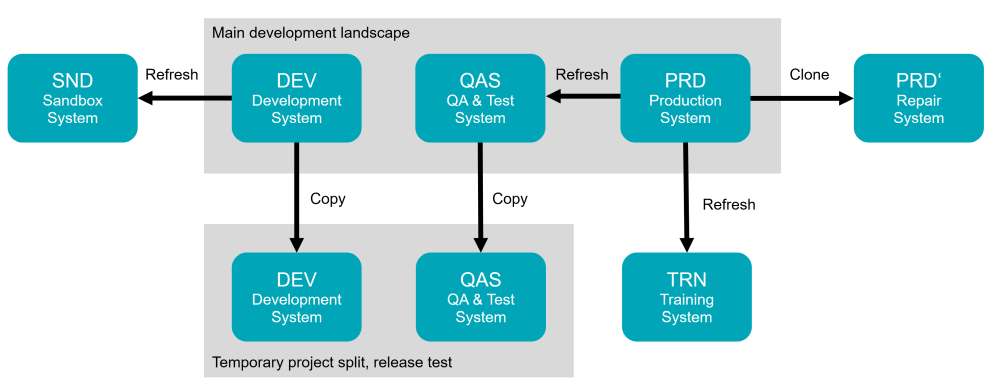 Main development landscape
SND
Sandbox
System
Refresh
DEV
Development
System
QAS
QA & Test
System
Refresh
PRD
Production
System
Clone
PRD‘
Repair
System
Copy
Copy
Refresh
DEV
Development
System
QAS
QA & Test
System
TRN
Training
System
Temporary project split, release test